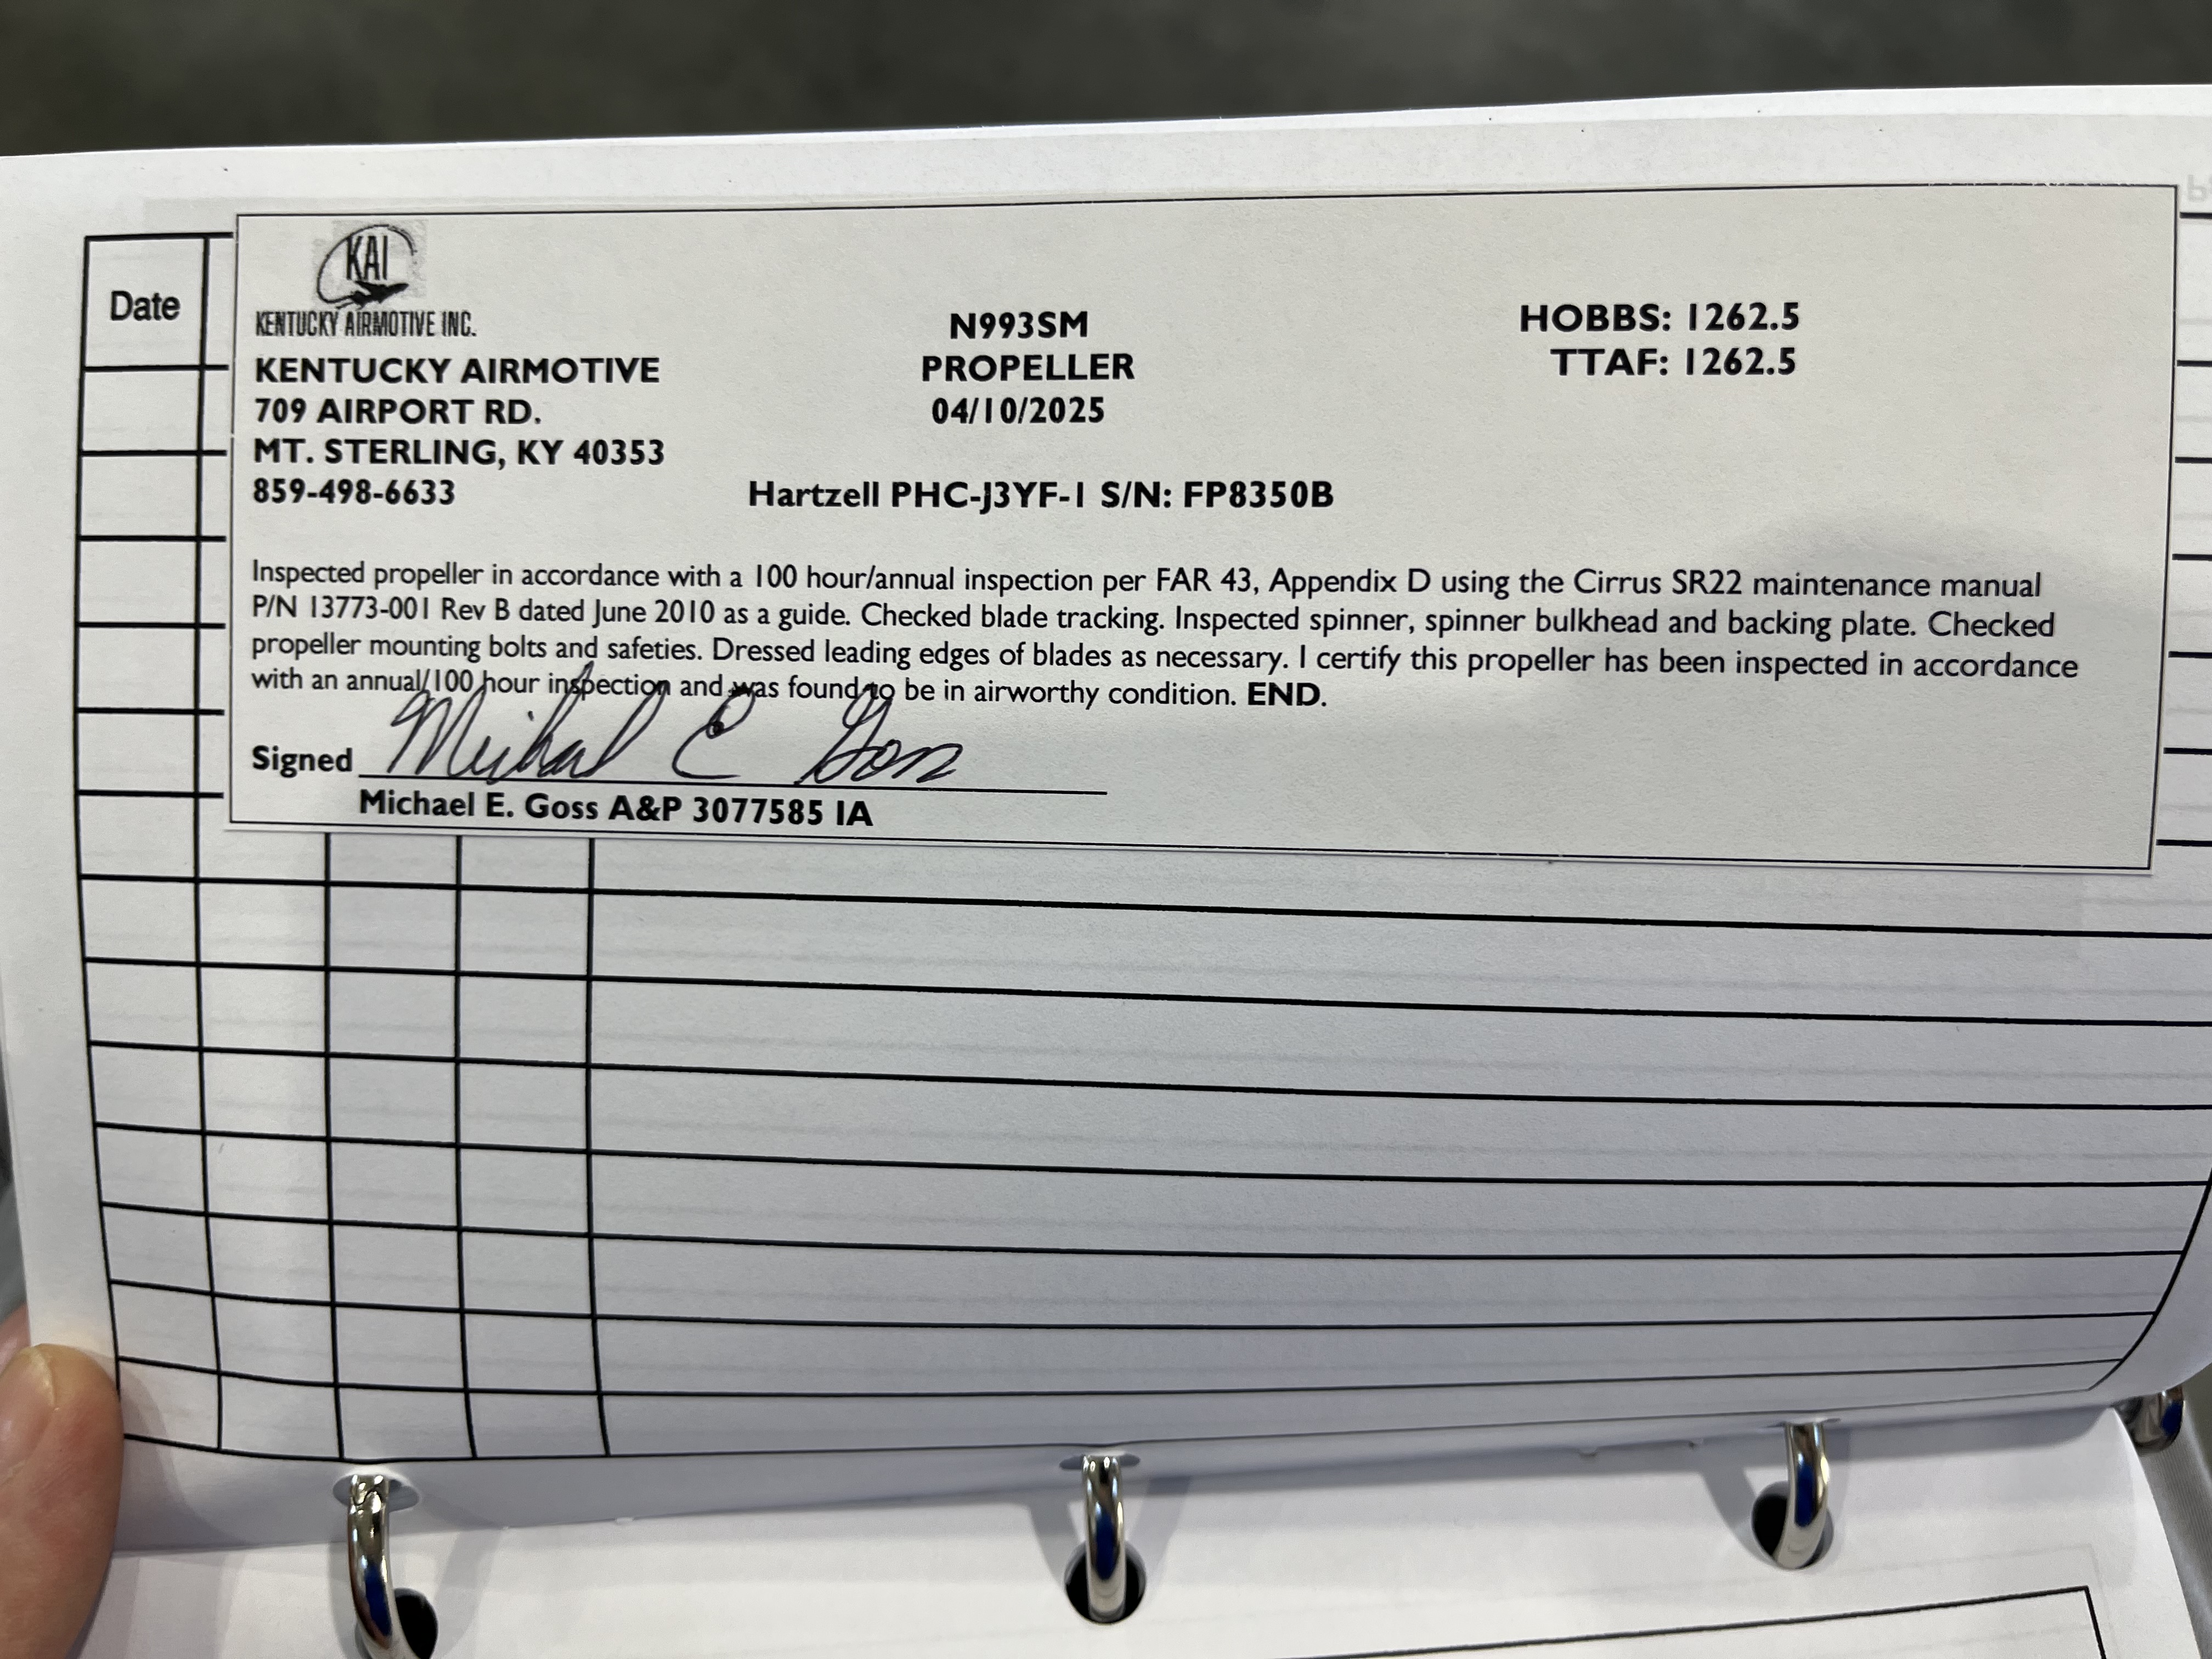 Date
KAI
KENTUCKY AIRMOTIVE INC.
KENTUCKY AIRMOTIVE
709 AIRPORT RD.
MT. STERLING, KY 40353
859-498-6633
N993SM
PROPELLER
04/10/2025
HOBBS: 1262.5
TTAF: 1262.5
Hartzell PHC-J3YF-1 S/N: FP8350B
Inspected propeller in accordance with a 100 hour/annual inspection per FAR 43, Appendix D using the Cirrus SR22 maintenance manual
P/N 13773-001 Rev B dated June 2010 as a guide. Checked blade tracking. Inspected spinner, spinner bulkhead and backing plate. Checked
propeller mounting bolts and safeties. Dressed leading edges of blades as necessary. I certify this propeller has been inspected in accordance
with an annual/100 hour inspection and was found to be in airworthy condition. END.
Signed Michael E Goss
Michael E. Goss A&P 3077585 IA